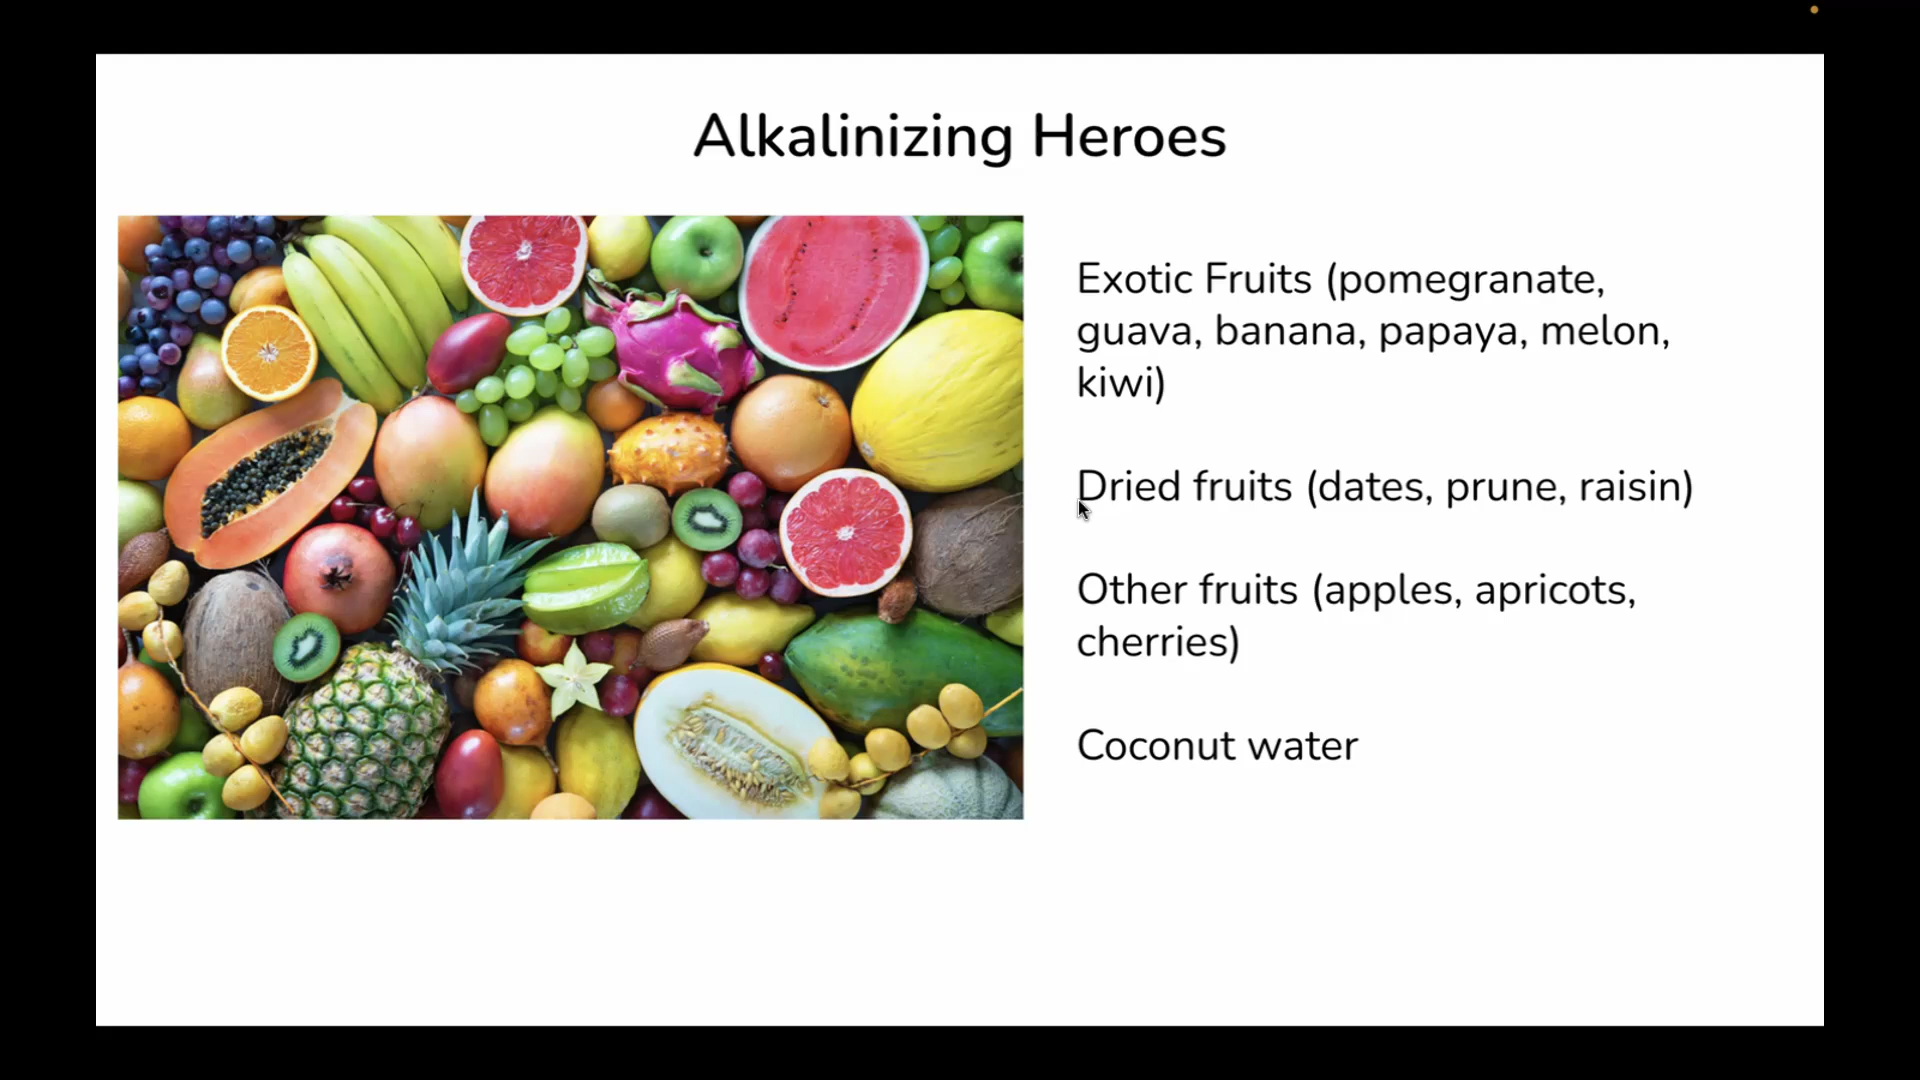 Alkalinizing Heroes
Exotic Fruits (pomegranate,
guava, banana, papaya, melon,
kiwi)
Dried fruits (dates, prune, raisin)
Other fruits (apples, apricots,
cherries)
Coconut water